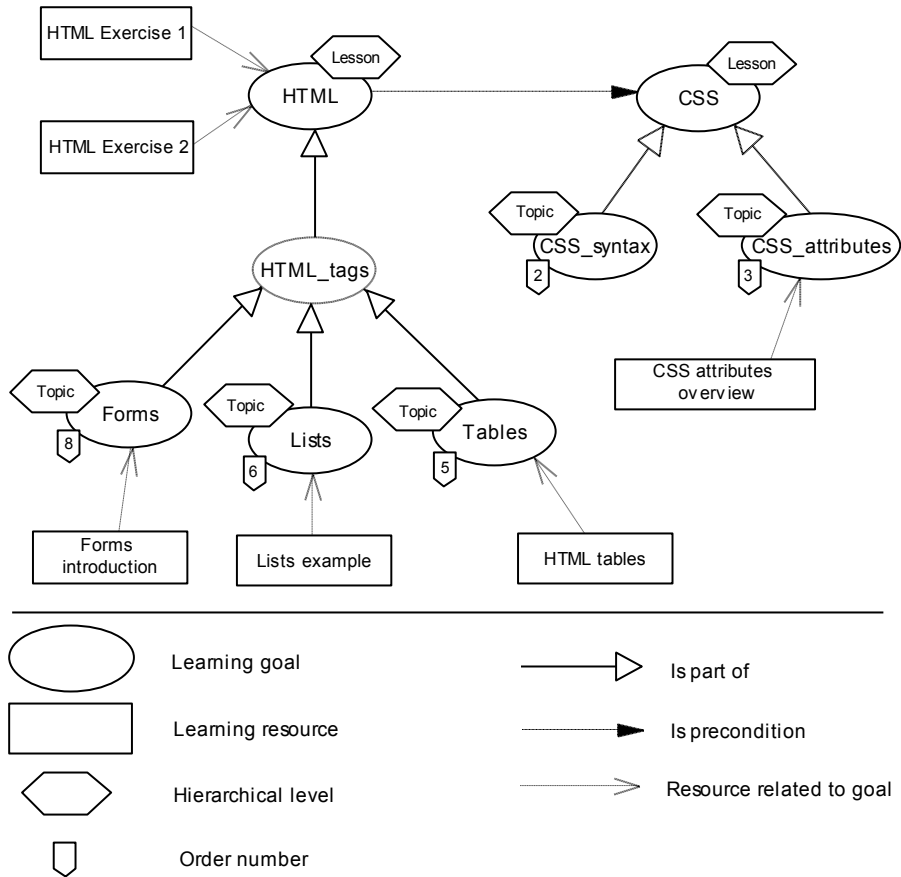 HTML Exercise 1
Lesson
HTML
Lesson
CSS
HTML Exercise 2
Topic
CSS_syntax
2
Topic
CSS_attributes
3
HTML_tags
CSS attributes
overview
Topic
Forms
8
Topic
Lists
6
Topic
Tables
5
Forms
introduction
Lists example
HTML tables
Learning goal
Is part of
Learning resource
Is precondition
Hierarchical level
Resource related to goal
Order number